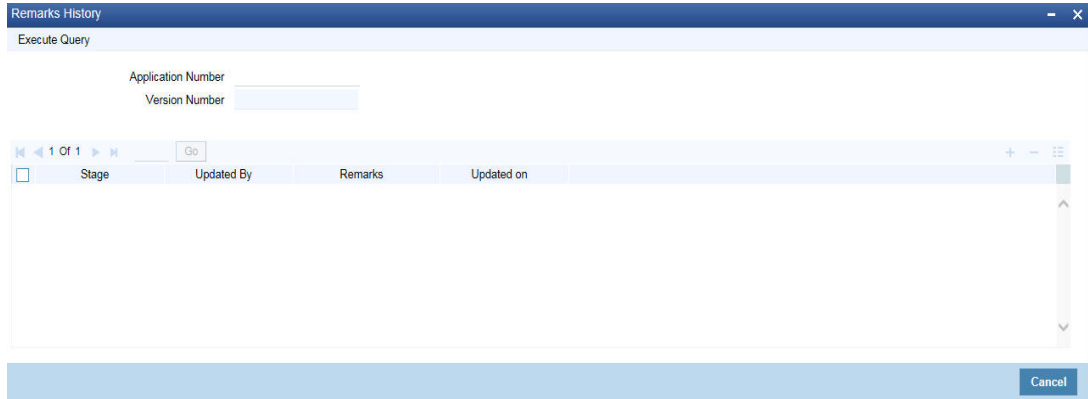 Remarks History
Execute Query
Application Number
Version Number
1 Of 1 Go
Stage Updated By Remarks Updated on
Cancel